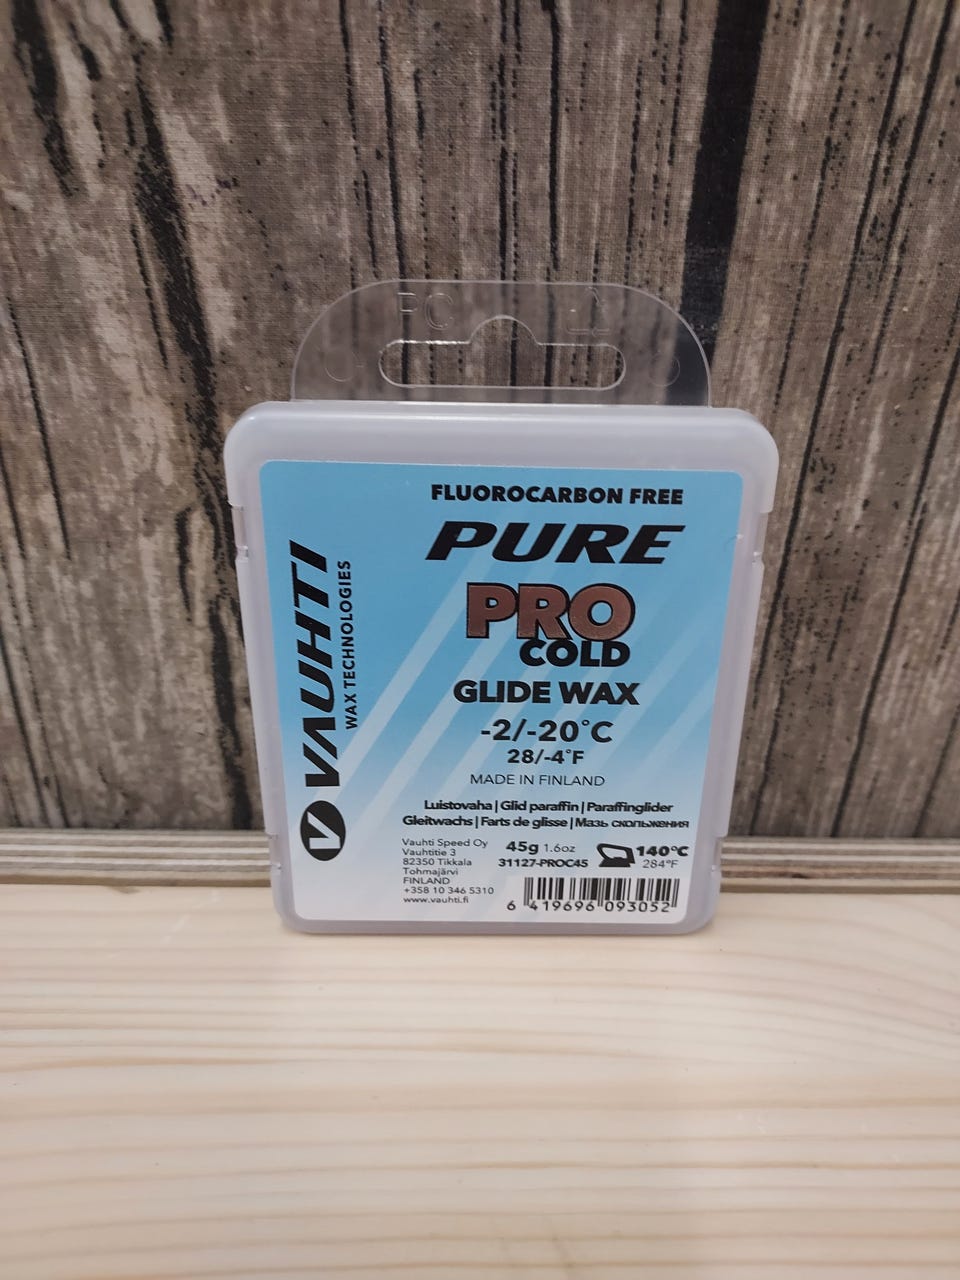 PC
FLUOROCARBON FREE
PURE
PRO
COLD
GLIDE WAX
-2/-20°C
28/-4°F
MADE IN FINLAND
Luistovaha | Glid paraffin | Paraffinglider
Gleitwachs | Farts de glisse | Мазь скольжения
Vauhti Speed Oy
Vauhtitie 3
82350 Tikkala
Tohmajärvi
FINLAND
+358 10 346 5310
www.vauhti.fi
45g 1.6oz
31127-PROC45
140°C
284°F
6 419696 093052
V VAUHTI
WAX TECHNOLOGIES